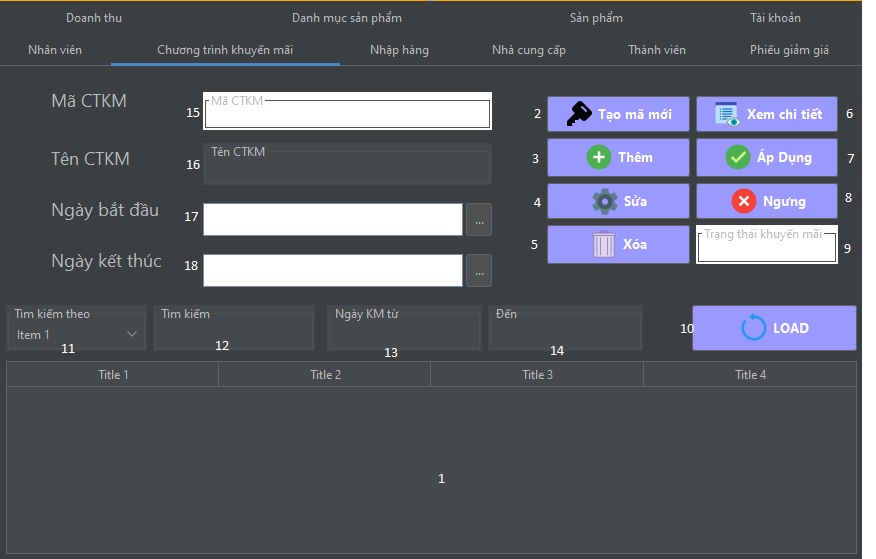 Doanh thu Danh mục sản phẩm Sản phẩm Tài khoản
Nhân viên Chương trình khuyến mãi Nhập hàng Nhà cung cấp Thành viên Phiếu giảm giá
Mã CTKM 15 Mã CTKM 2 Tạo mã mới Xem chi tiết 6
Tên CTKM 16 Tên CTKM 3 Thêm Áp Dụng 7
Ngày bắt đầu 17 ... 4 Sửa Ngưng 8
Ngày kết thúc 18 ... 5 Xóa Trạng thái khuyến mãi 9
Tìm kiếm theo Tìm kiếm Ngày KM từ Đến
Item 1 10 LOAD
11 12 13 14
Title 1 Title 2 Title 3 Title 4
1